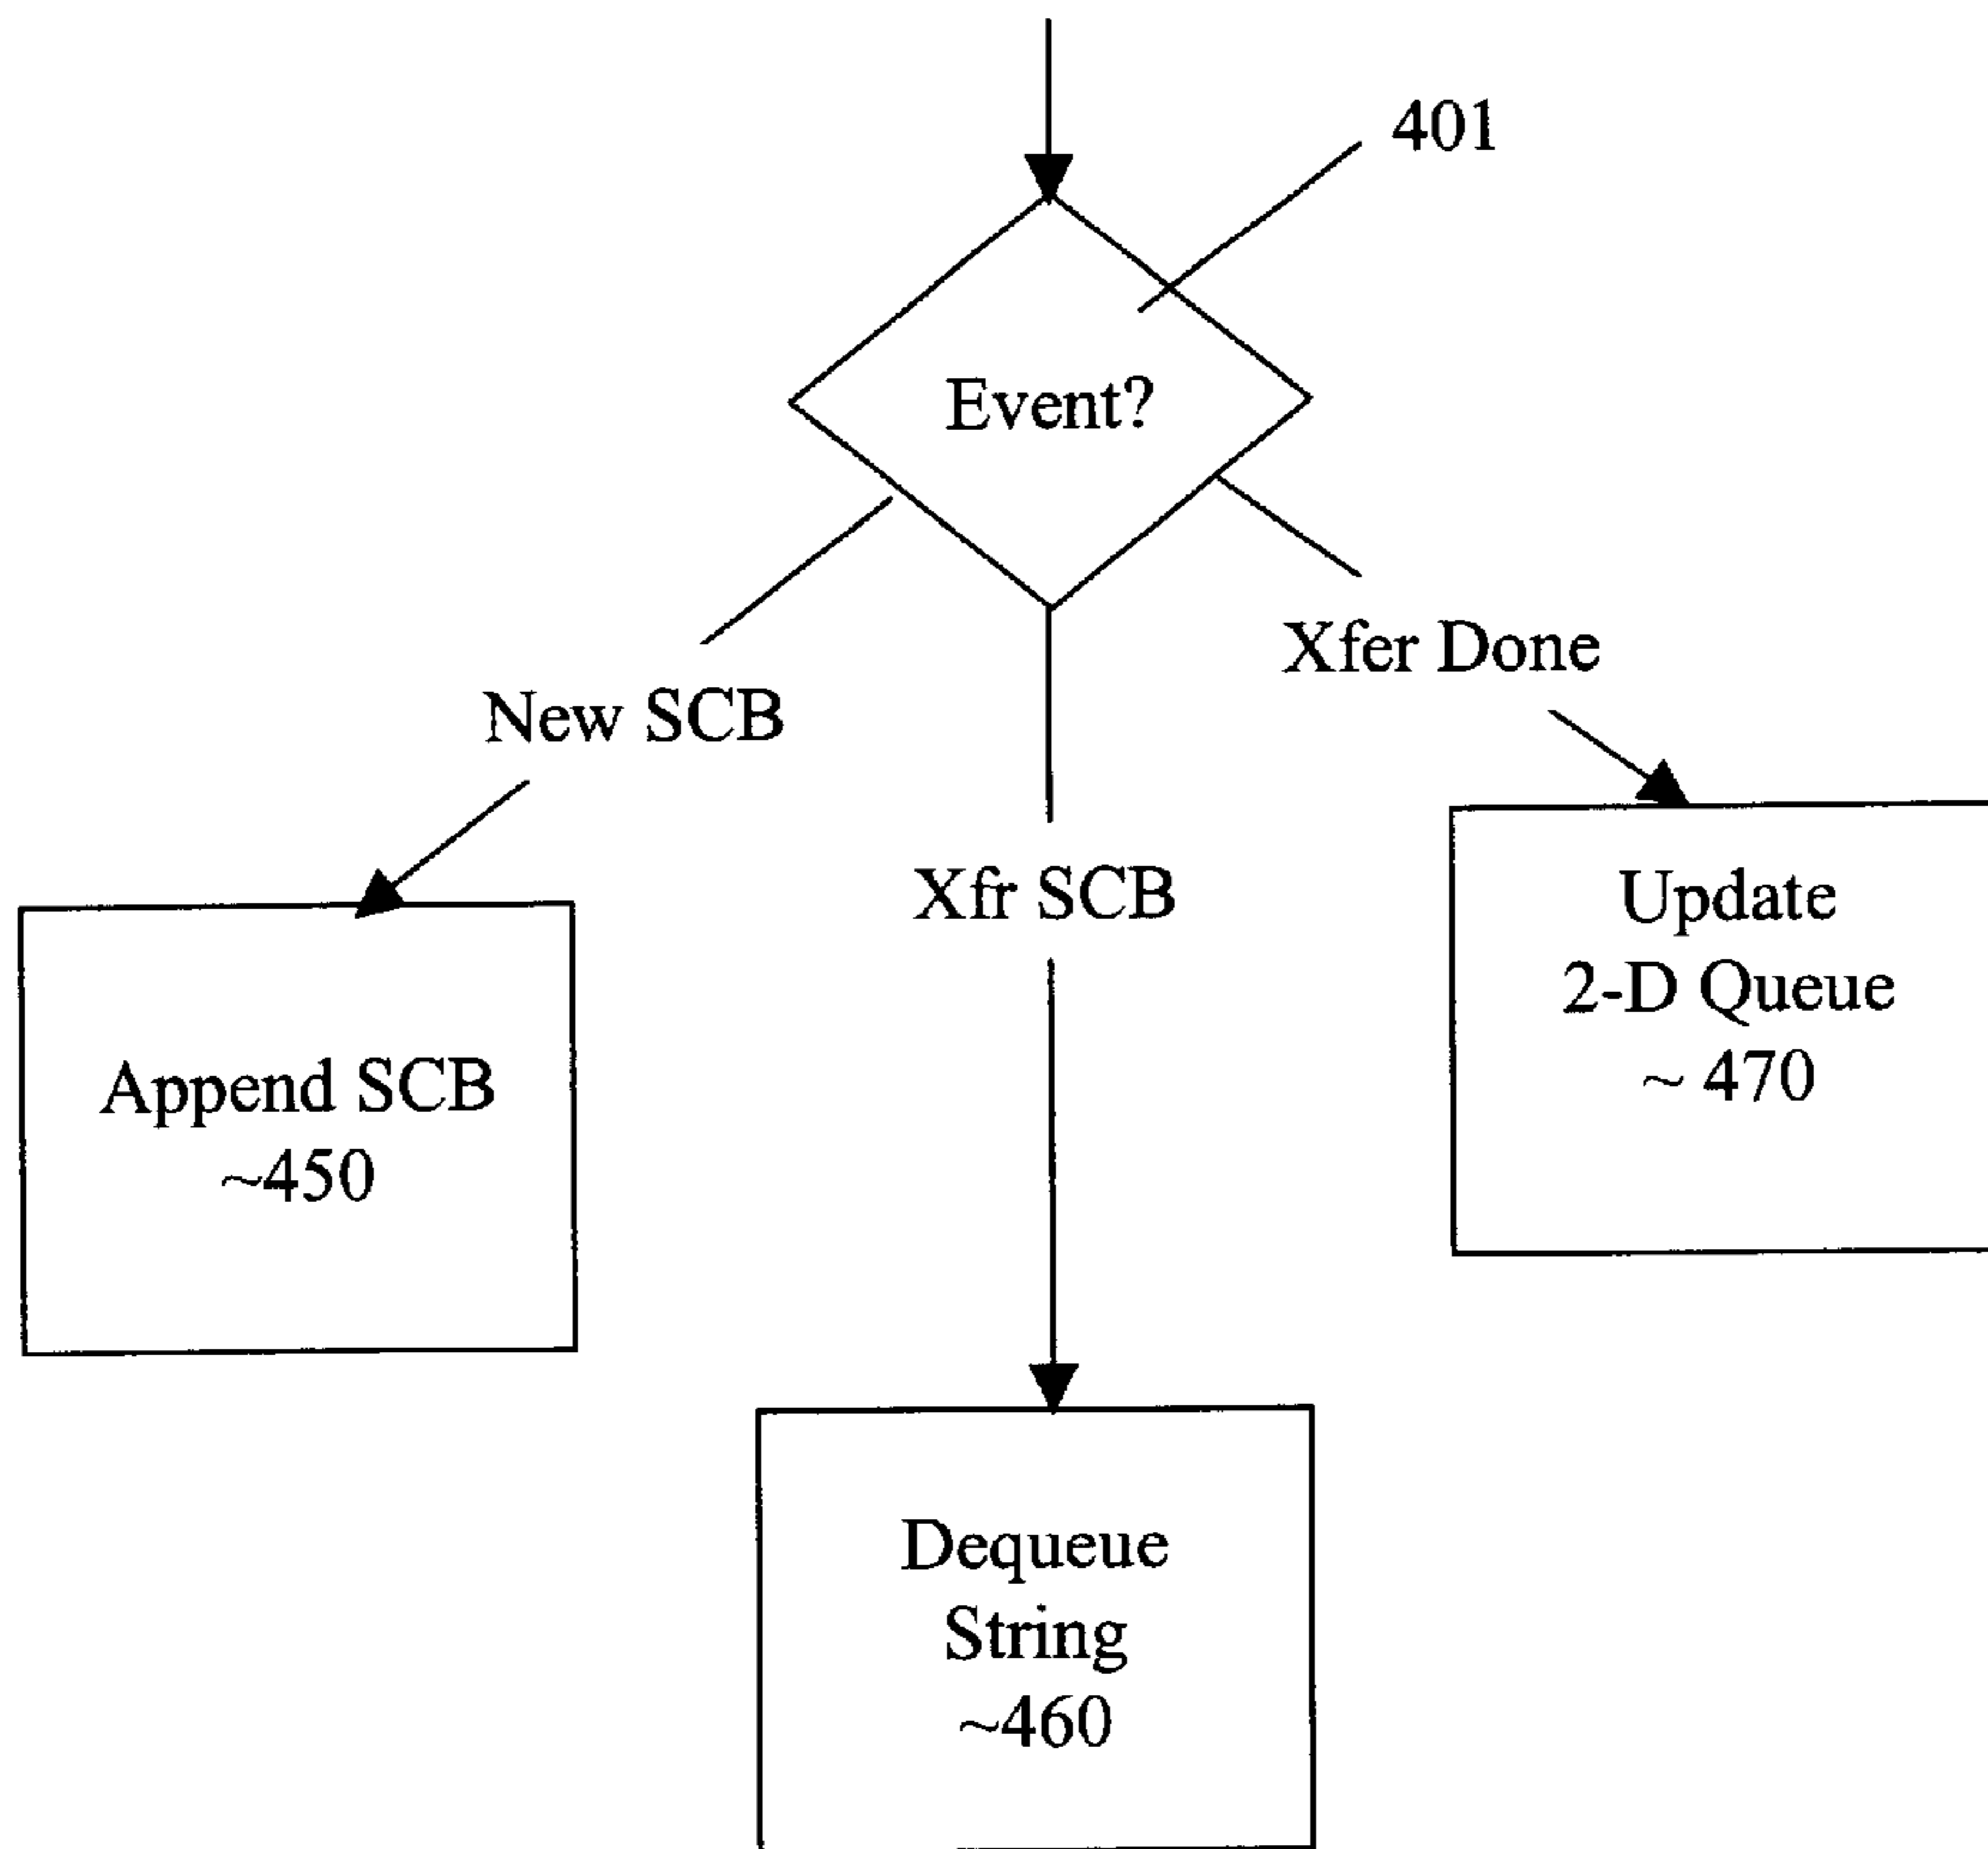 401
Event?
Xfer Done
New SCB
Xfr SCB
Update
2-D Queue
~ 470
Append SCB
~450
Dequeue
String
~460